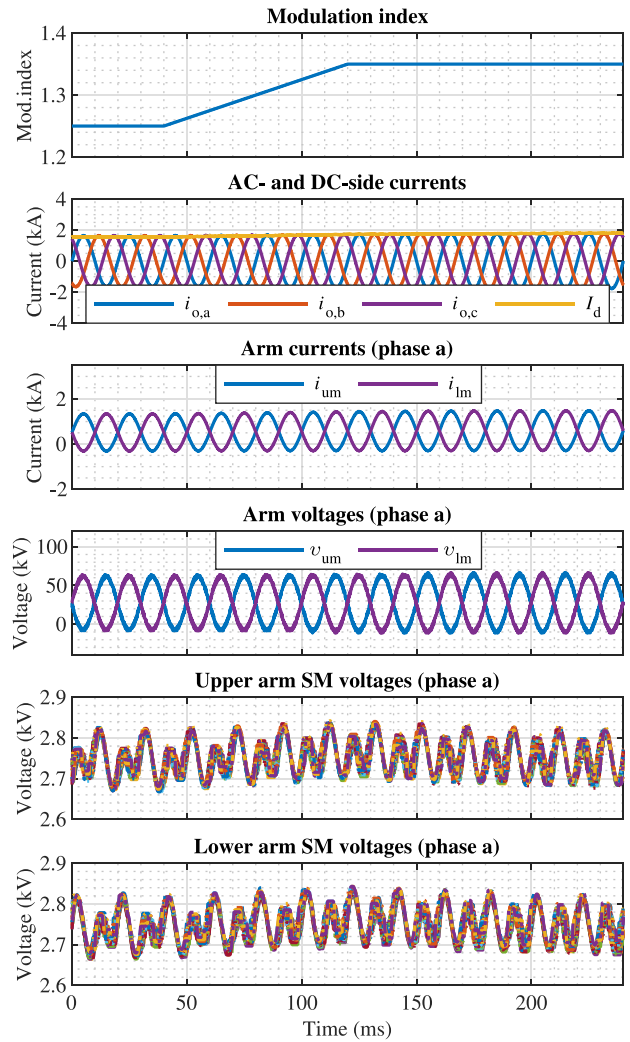 Modulation index
1.4
1.3
1.2
Mod.index
AC- and DC-side currents
4
2
0
-2
-4
Current (kA)
i_o,a i_o,b i_o,c I_d
Arm currents (phase a)
2
0
-2
Current (kA)
i_um i_lm
Arm voltages (phase a)
100
50
0
Voltage (kV)
v_um v_lm
Upper arm SM voltages (phase a)
2.9
2.8
2.7
2.6
Voltage (kV)
Lower arm SM voltages (phase a)
2.9
2.8
2.7
2.6
Voltage (kV)
0 50 100 150 200
Time (ms)